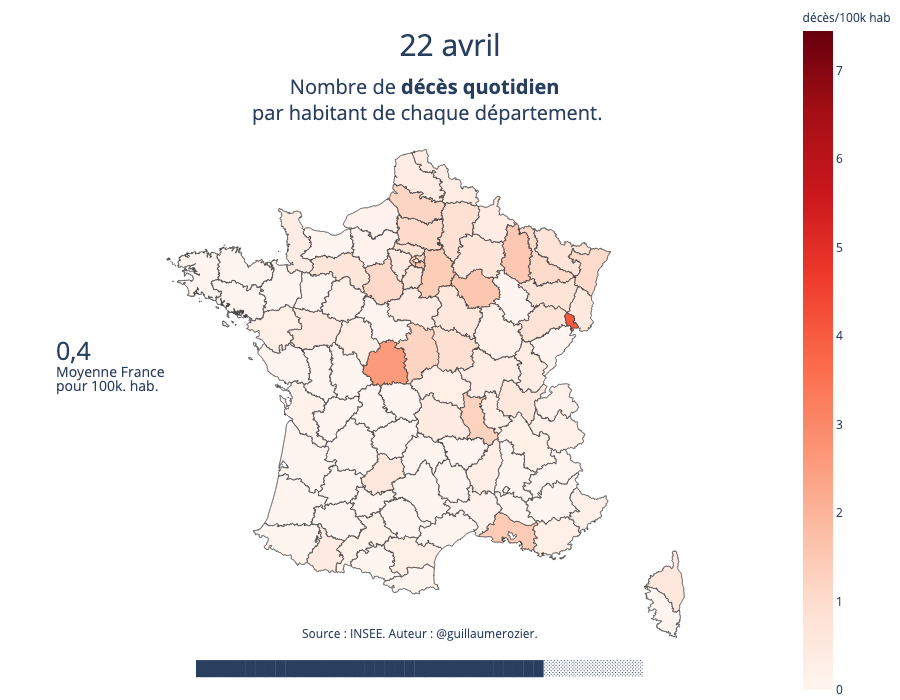 décès/100k hab
22 avril
Nombre de décès quotidien
par habitant de chaque département.
7
6
5
4
3
2
1
0
0,4
Moyenne France
pour 100k. hab.
Source : INSEE. Auteur : @guillaumerozier.